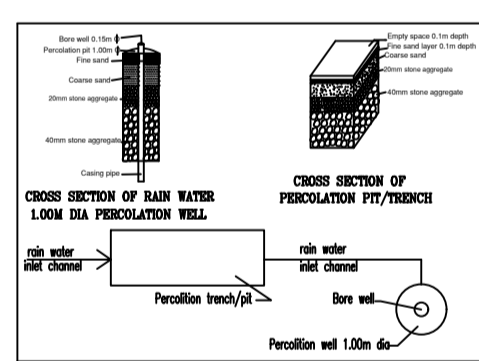 Bore well 0.15m ϕ
Percolation pit 1.00m ϕ
Fine sand
Coarse sand
20mm stone aggregate
40mm stone aggregate
Casing pipe
CROSS SECTION OF RAIN WATER
1.00M DIA PERCOLATION WELL
Empty space 0.1m depth
Fine sand layer 0.1m depth
Coarse sand
20mm stone aggregate
40mm stone aggregate
CROSS SECTION OF
PERCOLATION PIT/TRENCH
rain water
inlet channel
Percolition trench/pit
rain water
inlet channel
Bore well
Percolition well 1.00m dia